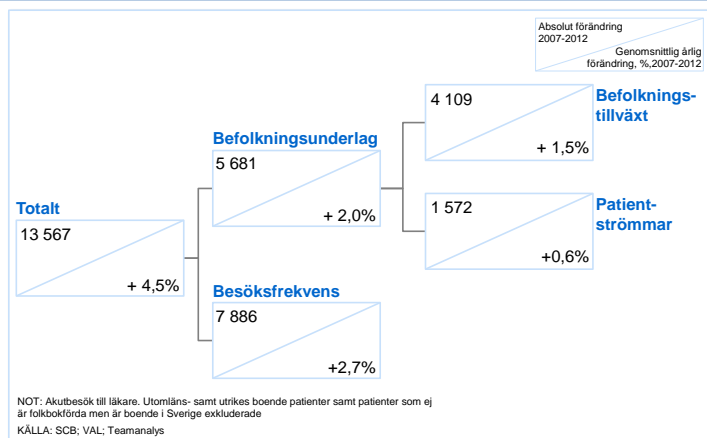 Absolut förändring
2007-2012
Genomsnittlig årlig
förändring, %,2007-2012
Totalt
13 567
+ 4,5%
Befolkningsunderlag
5 681
+ 2,0%
Besöksfrekvens
7 886
+2,7%
4 109
+ 1,5%
Befolknings-
tillväxt
1 572
+0,6%
Patient-
strömmar
NOT: Akutbesök till läkare. Utomläns- samt utrikes boende patienter samt patienter som ej
är folkbokförda men är boende i Sverige exkluderade
KÄLLA: SCB; VAL; Teamanalys